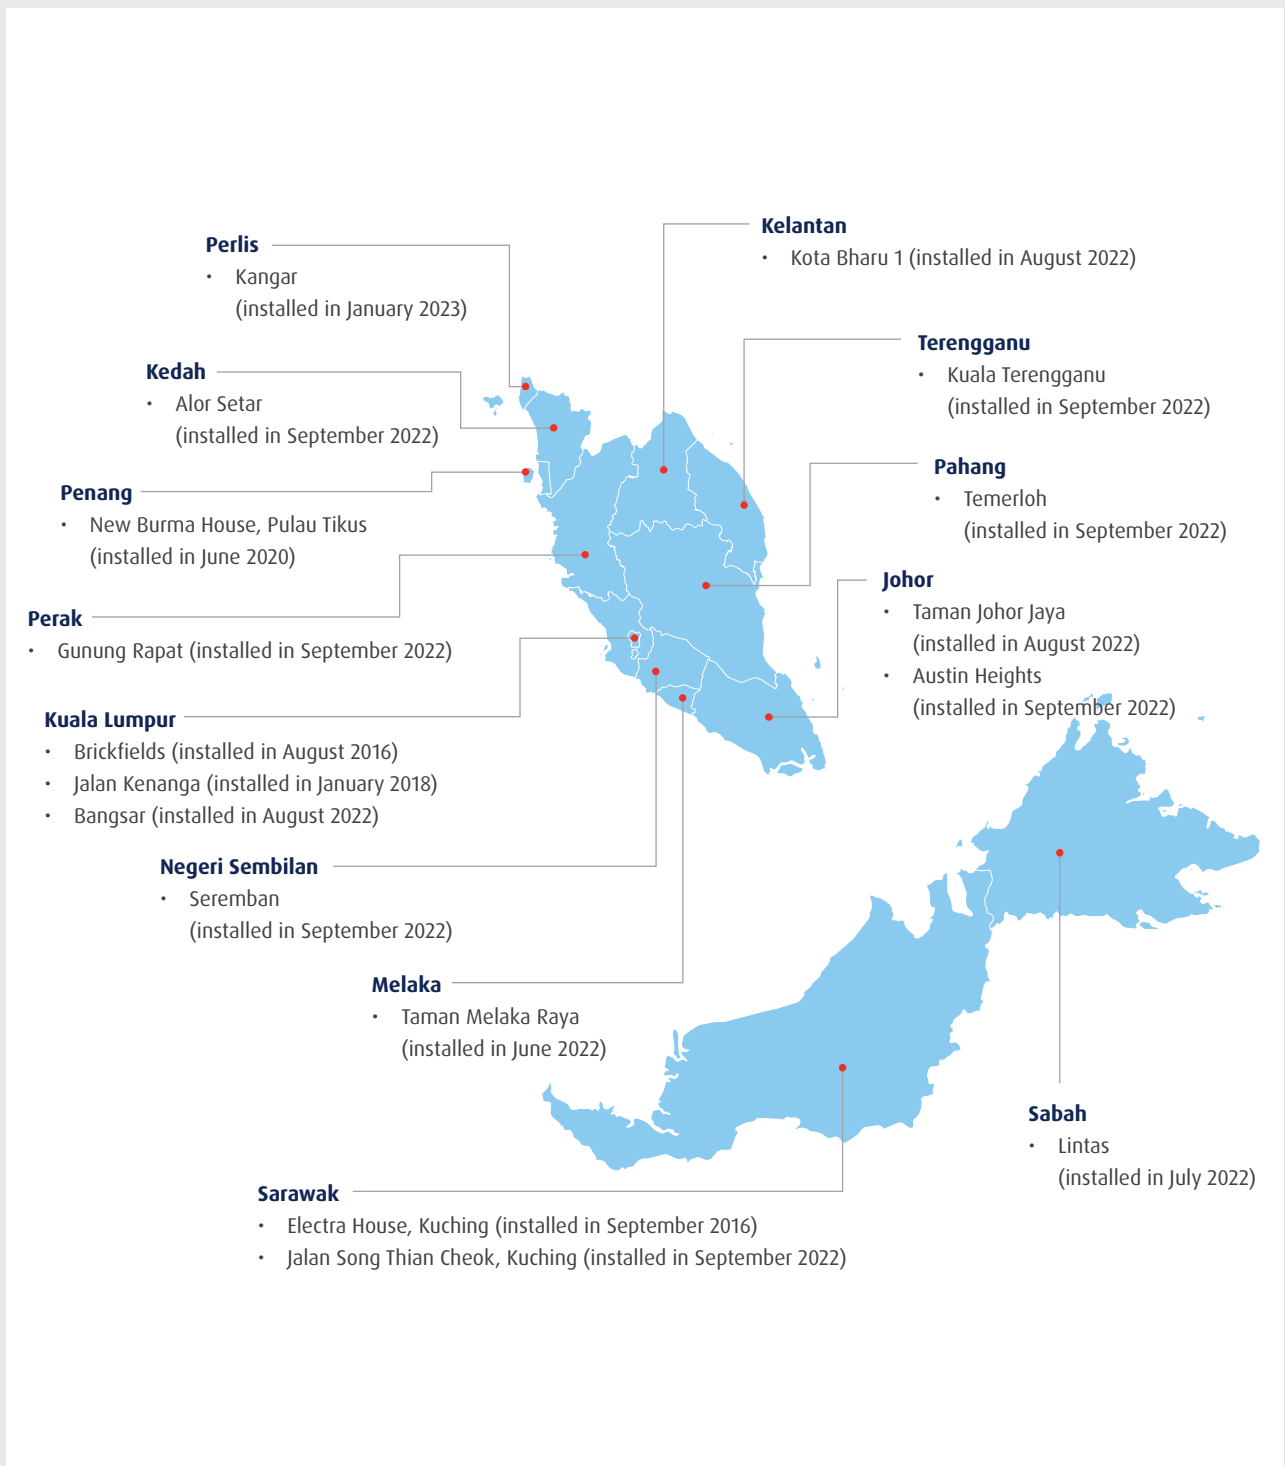 Perlis
• Kangar
(installed in January 2023)
Kedah
• Alor Setar
(installed in September 2022)
Penang
• New Burma House, Pulau Tikus
(installed in June 2020)
Perak
• Gunung Rapat (installed in September 2022)
Kuala Lumpur
• Brickfields (installed in August 2016)
• Jalan Kenanga (installed in January 2018)
• Bangsar (installed in August 2022)
Negeri Sembilan
• Seremban
(installed in September 2022)
Melaka
• Taman Melaka Raya
(installed in June 2022)
Sarawak
• Electra House, Kuching (installed in September 2016)
• Jalan Song Thian Cheok, Kuching (installed in September 2022)
Kelantan
• Kota Bharu 1 (installed in August 2022)
Terengganu
• Kuala Terengganu
(installed in September 2022)
Pahang
• Temerloh
(installed in September 2022)
Johor
• Taman Johor Jaya
(installed in August 2022)
• Austin Heights
(installed in September 2022)
Sabah
• Lintas
(installed in July 2022)